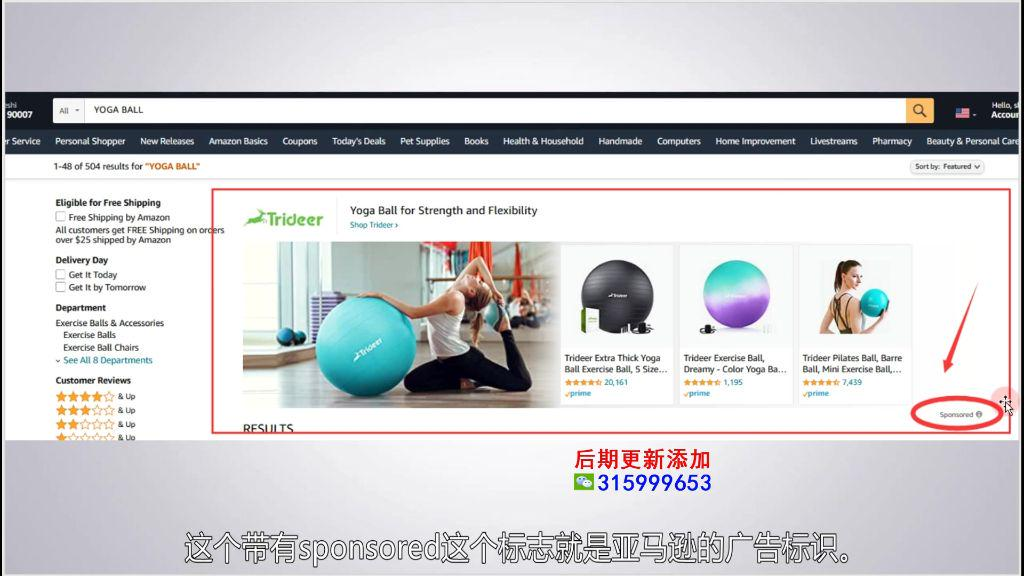 eshi
90007
All
YOGA BALL
Hello, s
Accoun
r Service
Personal Shopper
New Releases
Amazon Basics
Coupons
Today's Deals
Pet Supplies
Books
Health & Household
Handmade
Computers
Home Improvement
Livestreams
Pharmacy
Beauty & Personal Care
1-48 of 504 results for "YOGA BALL"
Sort by: Featured
Eligible for Free Shipping
Free Shipping by Amazon
All customers get FREE Shipping on orders
over $25 shipped by Amazon
Delivery Day
Get It Today
Get It by Tomorrow
Department
Exercise Balls & Accessories
Exercise Balls
Exercise Ball Chairs
See All 8 Departments
Customer Reviews
& Up
& Up
& Up
& Up
Trideer
Yoga Ball for Strength and Flexibility
Shop Trideer ›
Trideer
Trideer
Trideer Extra Thick Yoga
Ball Exercise Ball, 5 Size...
20,161
prime
Trideer Exercise Ball,
Dreamy - Color Yoga Ba...
1,195
prime
Trideer Pilates Ball, Barre
Ball, Mini Exercise Ball,...
7,439
prime
Sponsored
RESULTS
后期更新添加
315999653
这个带有sponsored这个标志就是亚马逊的广告标识。